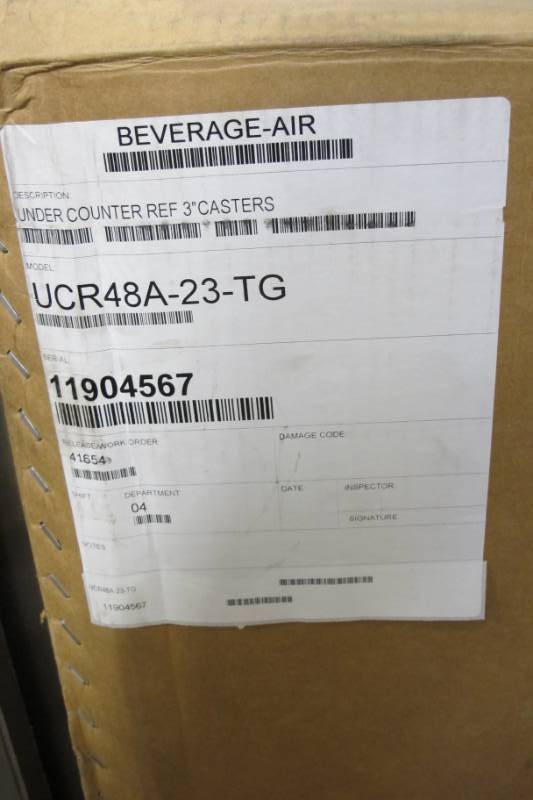 BEVERAGE-AIR
DESCRIPTION
UNDER COUNTER REF 3"CASTERS
MODEL
UCR48A-23-TG
SERIAL
11904567
RELEASE/WORK ORDER
DAMAGE CODE
41654
SHIFT
DEPARTMENT
DATE
INSPECTOR
04
SIGNATURE
NOTES
UCR48A-23-TG
11904567